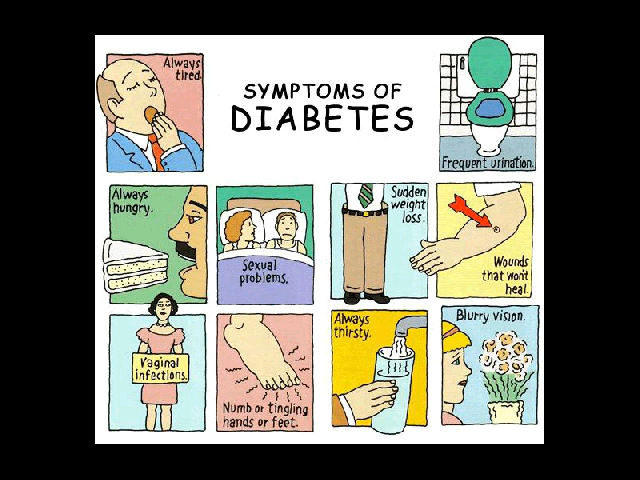 Always
tired.
SYMPTOMS OF
DIABETES
Frequent urination.
Always
hungry.
Sexual
problems.
Sudden
weight
loss.
Wounds
that won't
heal.
Vaginal
infections.
Numb or tingling
hands or feet.
Always
thirsty.
Blurry vision.